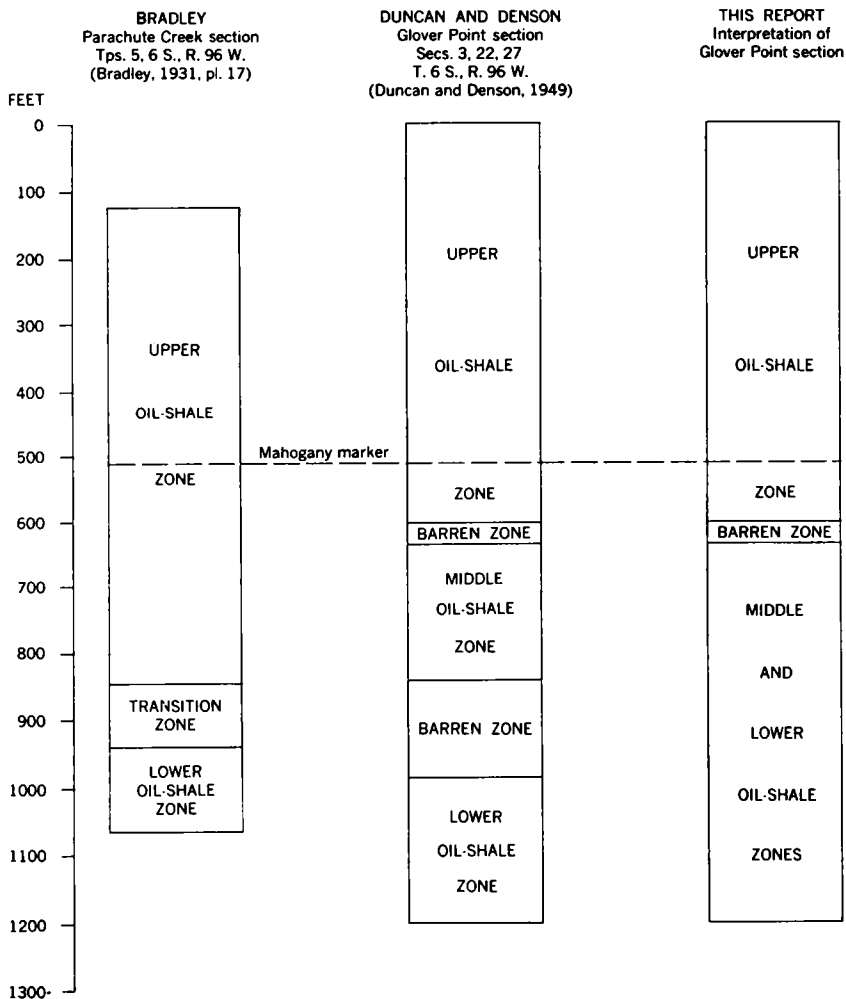 BRADLEY
Parachute Creek section
Tps. 5, 6 S., R. 96 W.
(Bradley, 1931, pl. 17)
DUNCAN AND DENSON
Glover Point section
Secs. 3, 22, 27
T. 6 S., R. 96 W.
(Duncan and Denson, 1949)
THIS REPORT
Interpretation of
Glover Point section
FEET
0
100
200
300
400
500
600
700
800
900
1000
1100
1200
1300
UPPER
OIL-SHALE
ZONE
TRANSITION
ZONE
LOWER
OIL-SHALE
ZONE
Mahogany marker
UPPER
OIL-SHALE
ZONE
BARREN ZONE
MIDDLE
OIL-SHALE
ZONE
BARREN ZONE
LOWER
OIL-SHALE
ZONE
UPPER
OIL-SHALE
ZONE
BARREN ZONE
MIDDLE
AND
LOWER
OIL-SHALE
ZONES